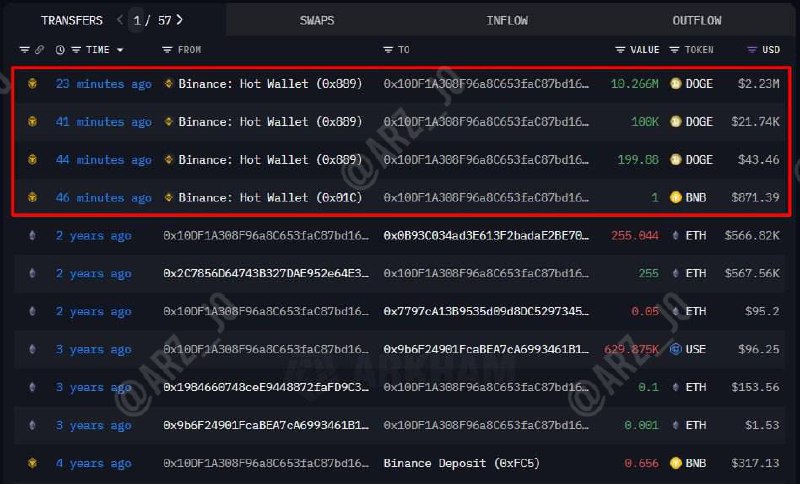 TRANSFERS < 1 / 57 > SWAPS INFLOW OUTFLOW
TIME FROM TO VALUE TOKEN USD
23 minutes ago Binance: Hot Wallet (0x889) 0x10DF1A308F96a8C653faC87bd16… 10.266M DOGE $2.23M
41 minutes ago Binance: Hot Wallet (0x889) 0x10DF1A308F96a8C653faC87bd16… 100K DOGE $21.74K
44 minutes ago Binance: Hot Wallet (0x889) 0x10DF1A308F96a8C653faC87bd16… 199.88 DOGE $43.46
46 minutes ago Binance: Hot Wallet (0x01C) 0x10DF1A308F96a8C653faC87bd16… 1 BNB $871.39
2 years ago 0x10DF1A308F96a8C653faC87bd16… 0x0B93C034ad3E613F2badaE2BE70… 255.044 ETH $566.82K
2 years ago 0x2C7856D64743B327DAE952e64E3… 0x10DF1A308F96a8C653faC87bd16… 255 ETH $567.56K
2 years ago 0x10DF1A308F96a8C653faC87bd16… 0x7797cA13B9535d09d8DC5297345… 0.05 ETH $95.2
3 years ago 0x10DF1A308F96a8C653faC87bd16… 0x9b6F24901FcaBEA7cA6993461B1… 629.875K USE $96.25
3 years ago 0x1984660748ceE9448872faFD9C3… 0x10DF1A308F96a8C653faC87bd16… 0.1 ETH $153.56
3 years ago 0x9b6F24901FcaBEA7cA6993461B1… 0x10DF1A308F96a8C653faC87bd16… 0.001 ETH $1.53
4 years ago 0x10DF1A308F96a8C653faC87bd16… Binance Deposit (0xFC5) 0.656 BNB $317.13
@ARZ_JO
@ARZ_JO
@ARZ_JO
ARKHAM